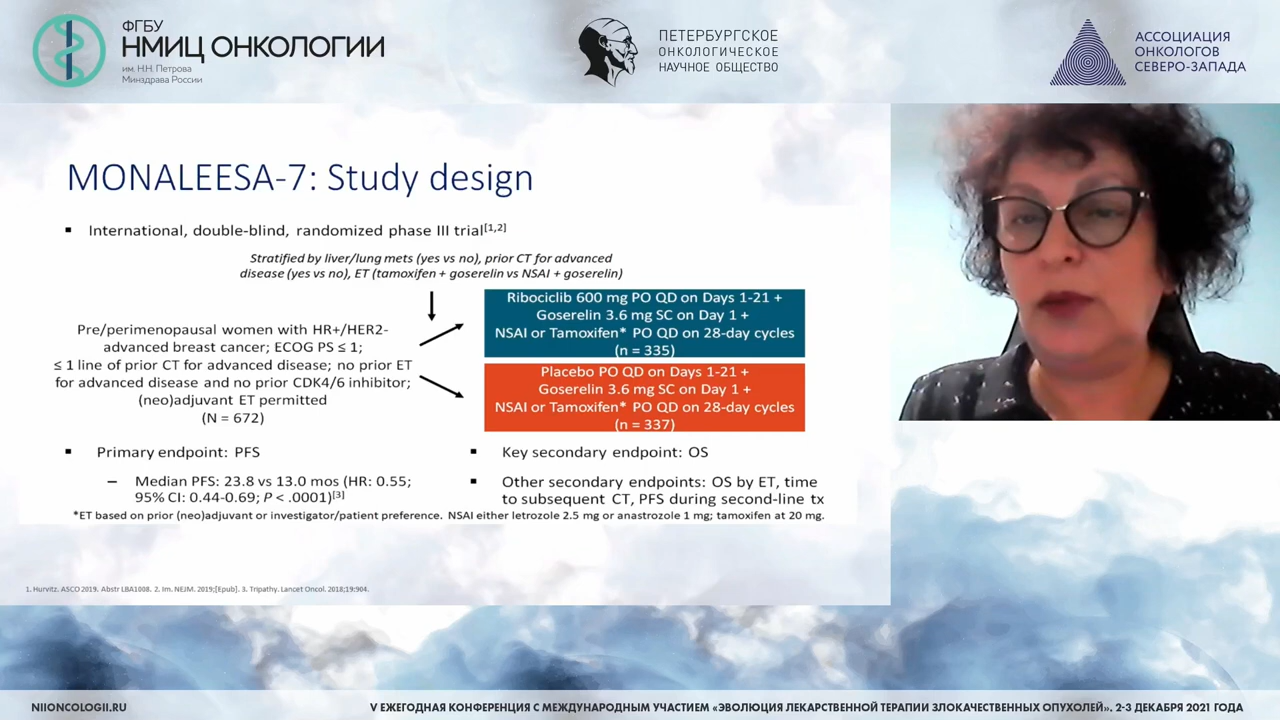 ФГБУ
НМИЦ ОНКОЛОГИИ
им. Н.Н. Петрова
Минздрава России
ПЕТЕРБУРГСКОЕ
ОНКОЛОГИЧЕСКОЕ
НАУЧНОЕ ОБЩЕСТВО
АССОЦИАЦИЯ
ОНКОЛОГОВ
СЕВЕРО-ЗАПАДА
MONALEESA-7: Study design
▪ International, double-blind, randomized phase III trial[1,2]
Stratified by liver/lung mets (yes vs no), prior CT for advanced
disease (yes vs no), ET (tamoxifen + goserelin vs NSAI + goserelin)
Pre/perimenopausal women with HR+/HER2-
advanced breast cancer; ECOG PS ≤ 1;
≤ 1 line of prior CT for advanced disease; no prior ET
for advanced disease and no prior CDK4/6 inhibitor;
(neo)adjuvant ET permitted
(N = 672)
Ribociclib 600 mg PO QD on Days 1-21 +
Goserelin 3.6 mg SC on Day 1 +
NSAI or Tamoxifen* PO QD on 28-day cycles
(n = 335)
Placebo PO QD on Days 1-21 +
Goserelin 3.6 mg SC on Day 1 +
NSAI or Tamoxifen* PO QD on 28-day cycles
(n = 337)
▪ Primary endpoint: PFS
– Median PFS: 23.8 vs 13.0 mos (HR: 0.55;
95% CI: 0.44-0.69; P < .0001)[3]
▪ Key secondary endpoint: OS
▪ Other secondary endpoints: OS by ET, time
to subsequent CT, PFS during second-line tx
*ET based on prior (neo)adjuvant or investigator/patient preference. NSAI either letrozole 2.5 mg or anastrozole 1 mg; tamoxifen at 20 mg.
1. Hurvitz. ASCO 2019. Abstr LBA1008. 2. Im. NEJM. 2019;[Epub]. 3. Tripathy. Lancet Oncol. 2018;19:904.
NIIONCOLOGII.RU
V ЕЖЕГОДНАЯ КОНФЕРЕНЦИЯ С МЕЖДУНАРОДНЫМ УЧАСТИЕМ «ЭВОЛЮЦИЯ ЛЕКАРСТВЕННОЙ ТЕРАПИИ ЗЛОКАЧЕСТВЕННЫХ ОПУХОЛЕЙ». 2-3 ДЕКАБРЯ 2021 ГОДА